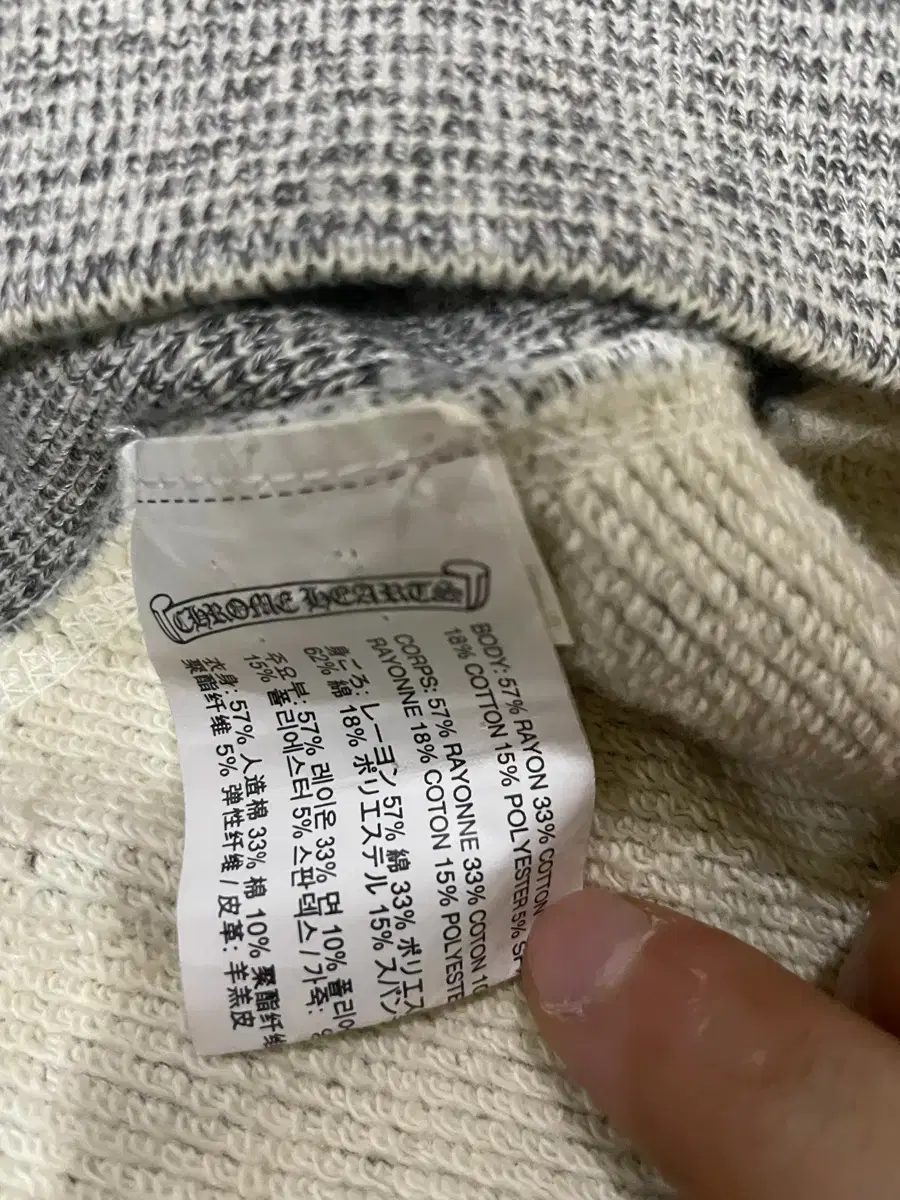 CHROME HEARTS
BODY: 57% RAYON 33% COTTON
18% COTTON 15% POLYESTER 5%
CORPS: 57% RAYONNE 33% COTON
RAYONNE 18% COTON 15% POLYESTE
身ごろ: レーヨン 57% 綿 33% ポリエス
62% 綿 18% ポリエステル 15% スパン
주요부: 57% 레이온 33% 면 10% 폴리에
15% 폴리에스터 5% 스판덱스 / 가죽:
衣身: 57% 人造棉 33% 棉 10% 聚酯纤维
聚酯纤维 5% 弹性纤维 / 皮革: 羊羔皮